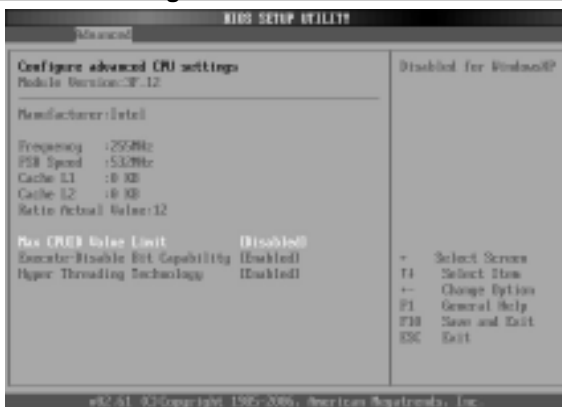 BIOS SETUP UTILITY
Advanced
Configure advanced CPU settings
Module Version:3F.12
Manufacturer:Intel
Frequency :255MHz
FSB Speed :532MHz
Cache L1 :0 KB
Cache L2 :0 KB
Ratio Actual Value:12
Max CPUID Value Limit [Disabled]
Execute-Disable Bit Capability [Enabled]
Hyper Threading Technology [Enabled]
Disabled for WindowsXP
Select Screen
↑↓ Select Item
+- Change Option
F1 General Help
F10 Save and Exit
ESC Exit
v02.61 (C)Copyright 1985-2006, American Megatrends, Inc.